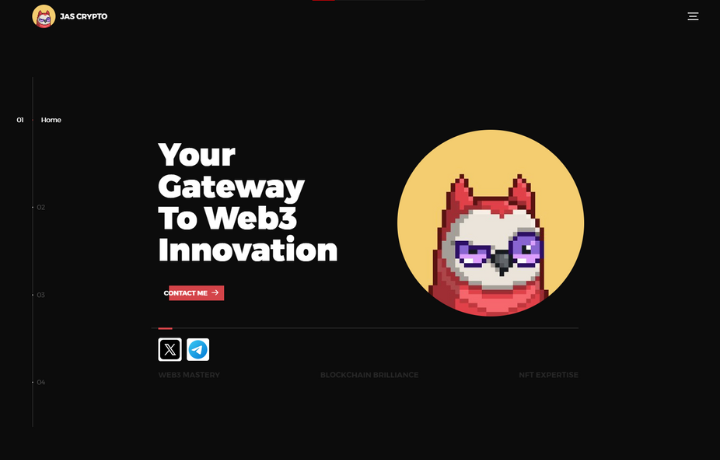 JAS CRYPTO
01 Home
Your
Gateway
To Web3
Innovation
02
CONTACT ME →
03
WEB3 MASTERY BLOCKCHAIN BRILLIANCE NFT EXPERTISE
04